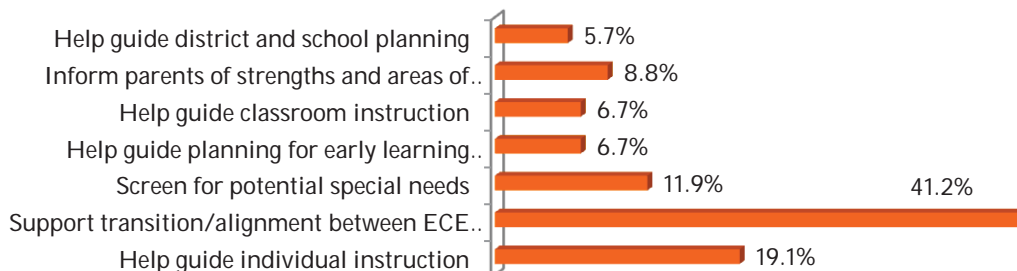 Help guide district and school planning 5.7%
Inform parents of strengths and areas of.. 8.8%
Help guide classroom instruction 6.7%
Help guide planning for early learning.. 6.7%
Screen for potential special needs 11.9%
Support transition/alignment between ECE.. 41.2%
Help guide individual instruction 19.1%